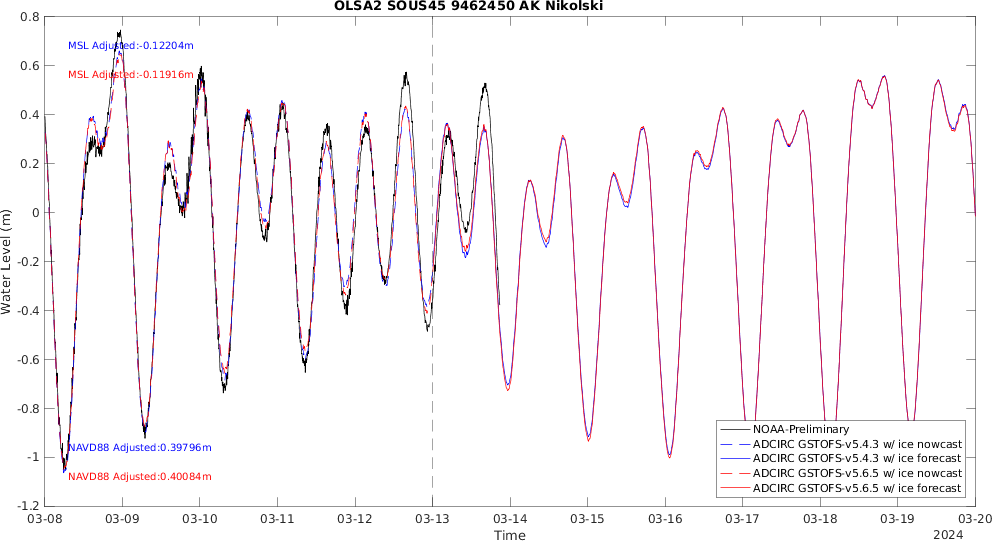 OLSA2 SOUS45 9462450 AK Nikolski
0.8
0.6
0.4
0.2
0
-0.2
-0.4
-0.6
-0.8
-1
-1.2
Water Level (m)
MSL Adjusted:-0.12204m
MSL Adjusted:-0.11916m
NAVD88 Adjusted:0.39796m
NAVD88 Adjusted:0.40084m
NOAA-Preliminary
ADCIRC GSTOFS-v5.4.3 w/ ice nowcast
ADCIRC GSTOFS-v5.4.3 w/ ice forecast
ADCIRC GSTOFS-v5.6.5 w/ ice nowcast
ADCIRC GSTOFS-v5.6.5 w/ ice forecast
03-08 03-09 03-10 03-11 03-12 03-13 03-14 03-15 03-16 03-17 03-18 03-19 03-20
Time
2024